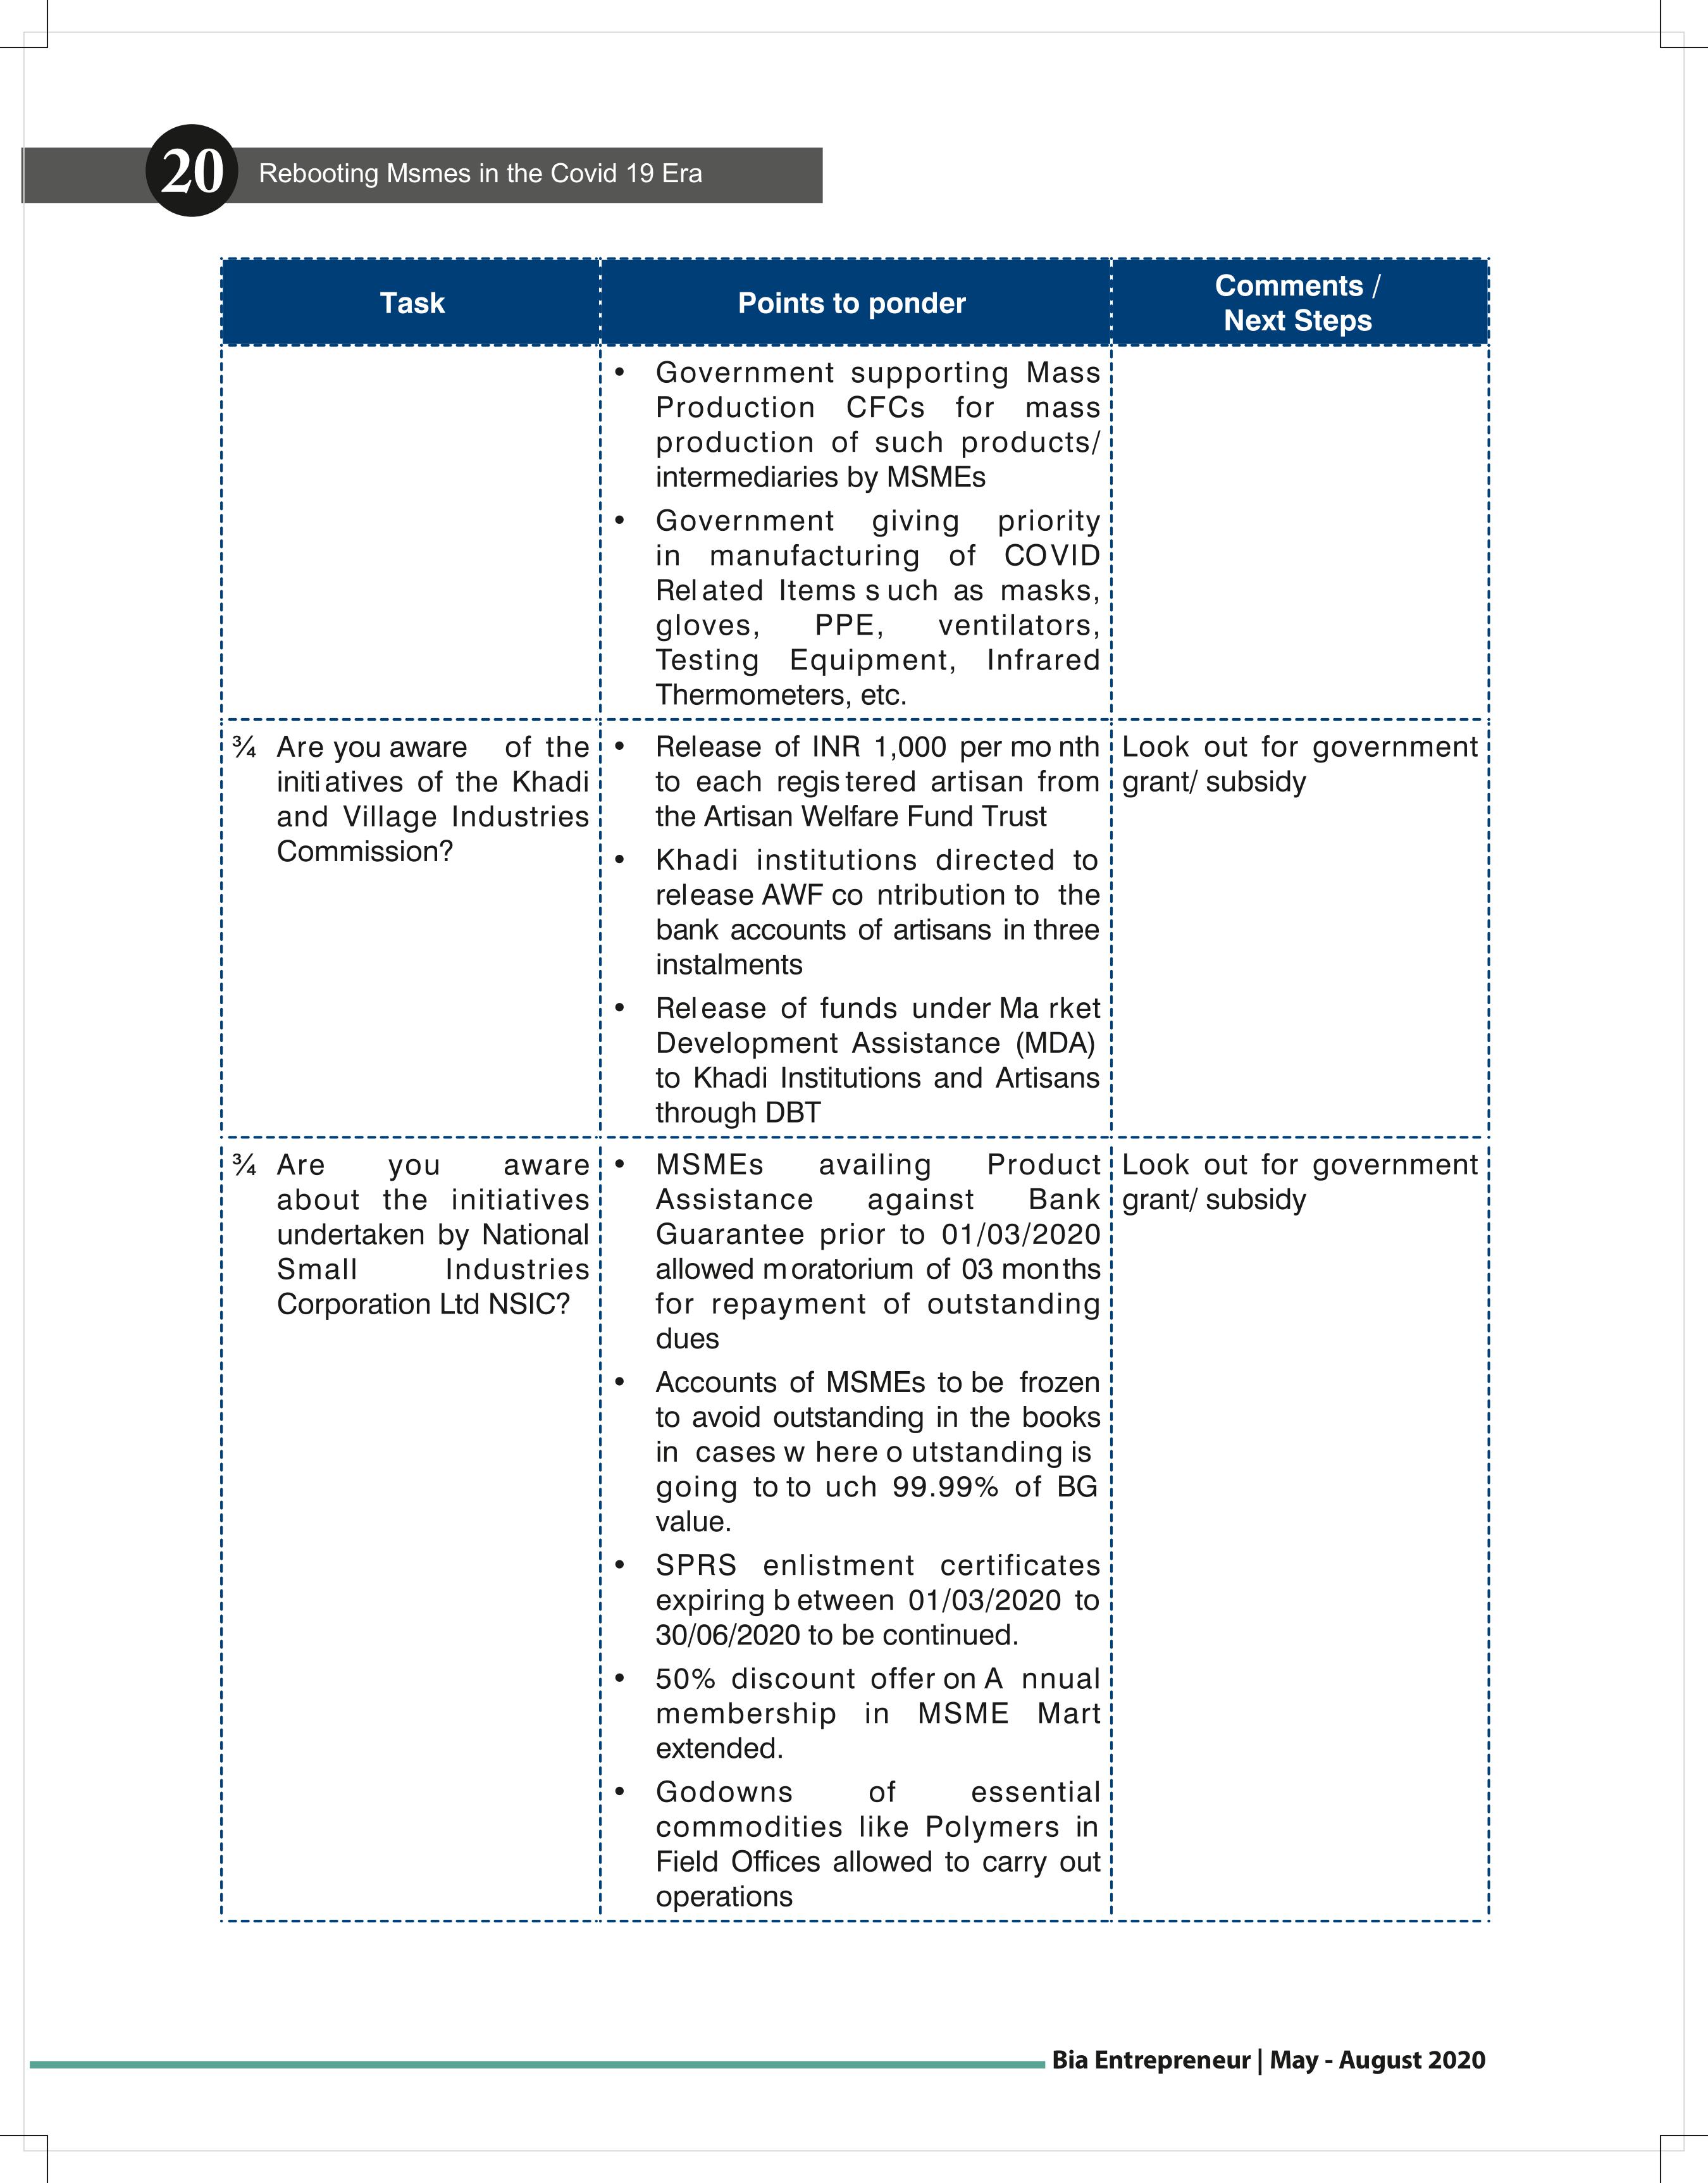 20 Rebooting Msmes in the Covid 19 Era
Task
Points to ponder
Comments /
Next Steps
• Government supporting Mass
Production CFCs for mass
production of such products/
intermediaries by MSMEs
• Government giving priority
in manufacturing of COVID
Related Items such as masks,
gloves, PPE, ventilators,
Testing Equipment, Infrared
Thermometers, etc.
¾ Are you aware of the
initiatives of the Khadi
and Village Industries
Commission?
• Release of INR 1,000 per month
to each registered artisan from
the Artisan Welfare Fund Trust
• Khadi institutions directed to
release AWF contribution to the
bank accounts of artisans in three
instalments
• Release of funds under Market
Development Assistance (MDA)
to Khadi Institutions and Artisans
through DBT
Look out for government
grant/ subsidy
¾ Are you aware
about the initiatives
undertaken by National
Small Industries
Corporation Ltd NSIC?
• MSMEs availing Product
Assistance against Bank
Guarantee prior to 01/03/2020
allowed moratorium of 03 months
for repayment of outstanding
dues
• Accounts of MSMEs to be frozen
to avoid outstanding in the books
in cases where outstanding is
going to touch 99.99% of BG
value.
• SPRS enlistment certificates
expiring between 01/03/2020 to
30/06/2020 to be continued.
• 50% discount offer on Annual
membership in MSME Mart
extended.
• Godowns of essential
commodities like Polymers in
Field Offices allowed to carry out
operations
Look out for government
grant/ subsidy
Bia Entrepreneur | May - August 2020